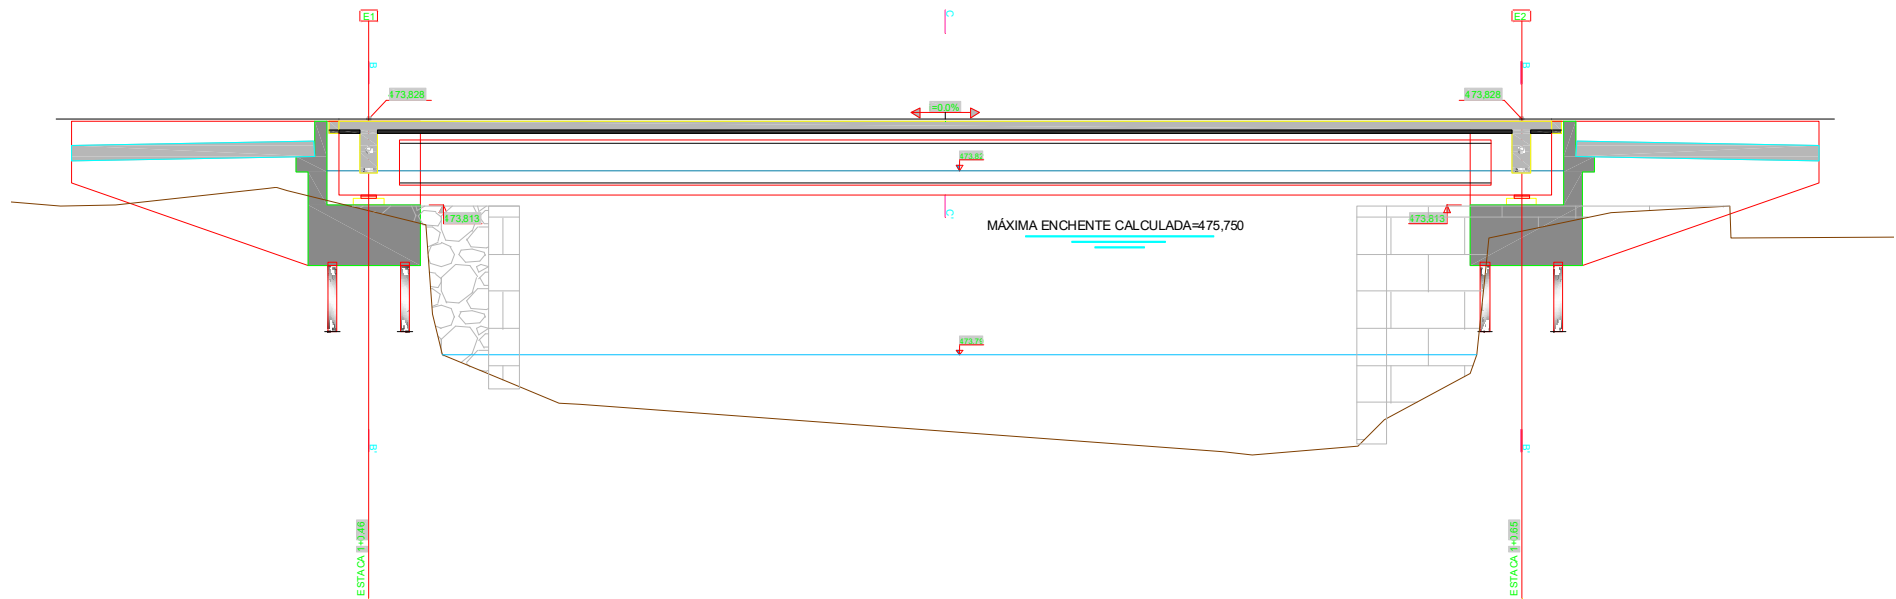 E1
C
E2
B
B
473,828
473,828
=0.0%
473,813
C'
473,813
MÁXIMA ENCHENTE CALCULADA=475,750
B'
B'
ESTACA 1+0,46
ESTACA 1+0,65